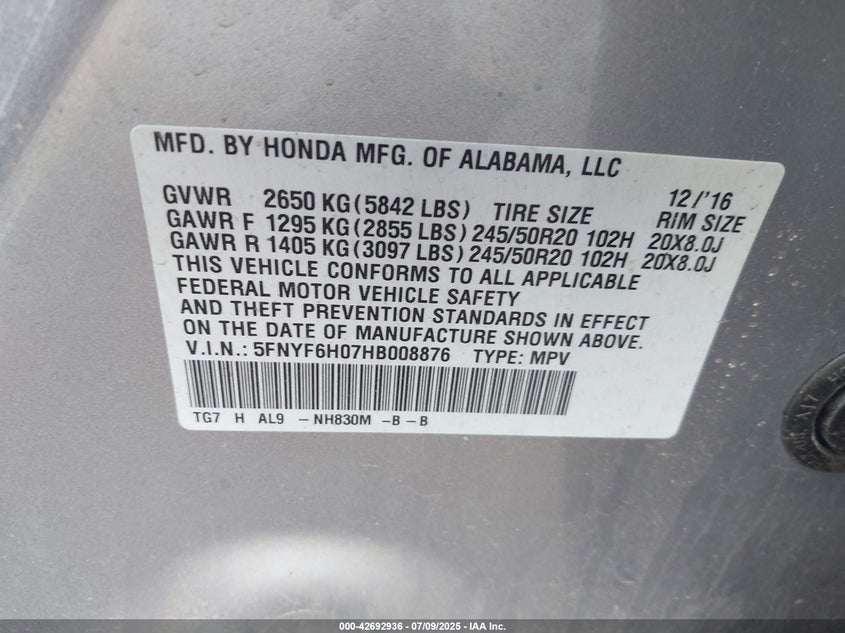 MFD. BY HONDA MFG. OF ALABAMA, LLC
12/'16
GVWR 2650 KG(5842 LBS) TIRE SIZE RIM SIZE
GAWR F 1295 KG(2855 LBS) 245/50R20 102H 20X8.0J
GAWR R 1405 KG(3097 LBS) 245/50R20 102H 20X8.0J
THIS VEHICLE CONFORMS TO ALL APPLICABLE
FEDERAL MOTOR VEHICLE SAFETY
AND THEFT PREVENTION STANDARDS IN EFFECT
ON THE DATE OF MANUFACTURE SHOWN ABOVE.
V.I.N.: 5FNYF6H07HB008876 TYPE: MPV
TG7 H AL9 -NH830M -B-B
000-42692936 - 07/09/2025 - IAA Inc.